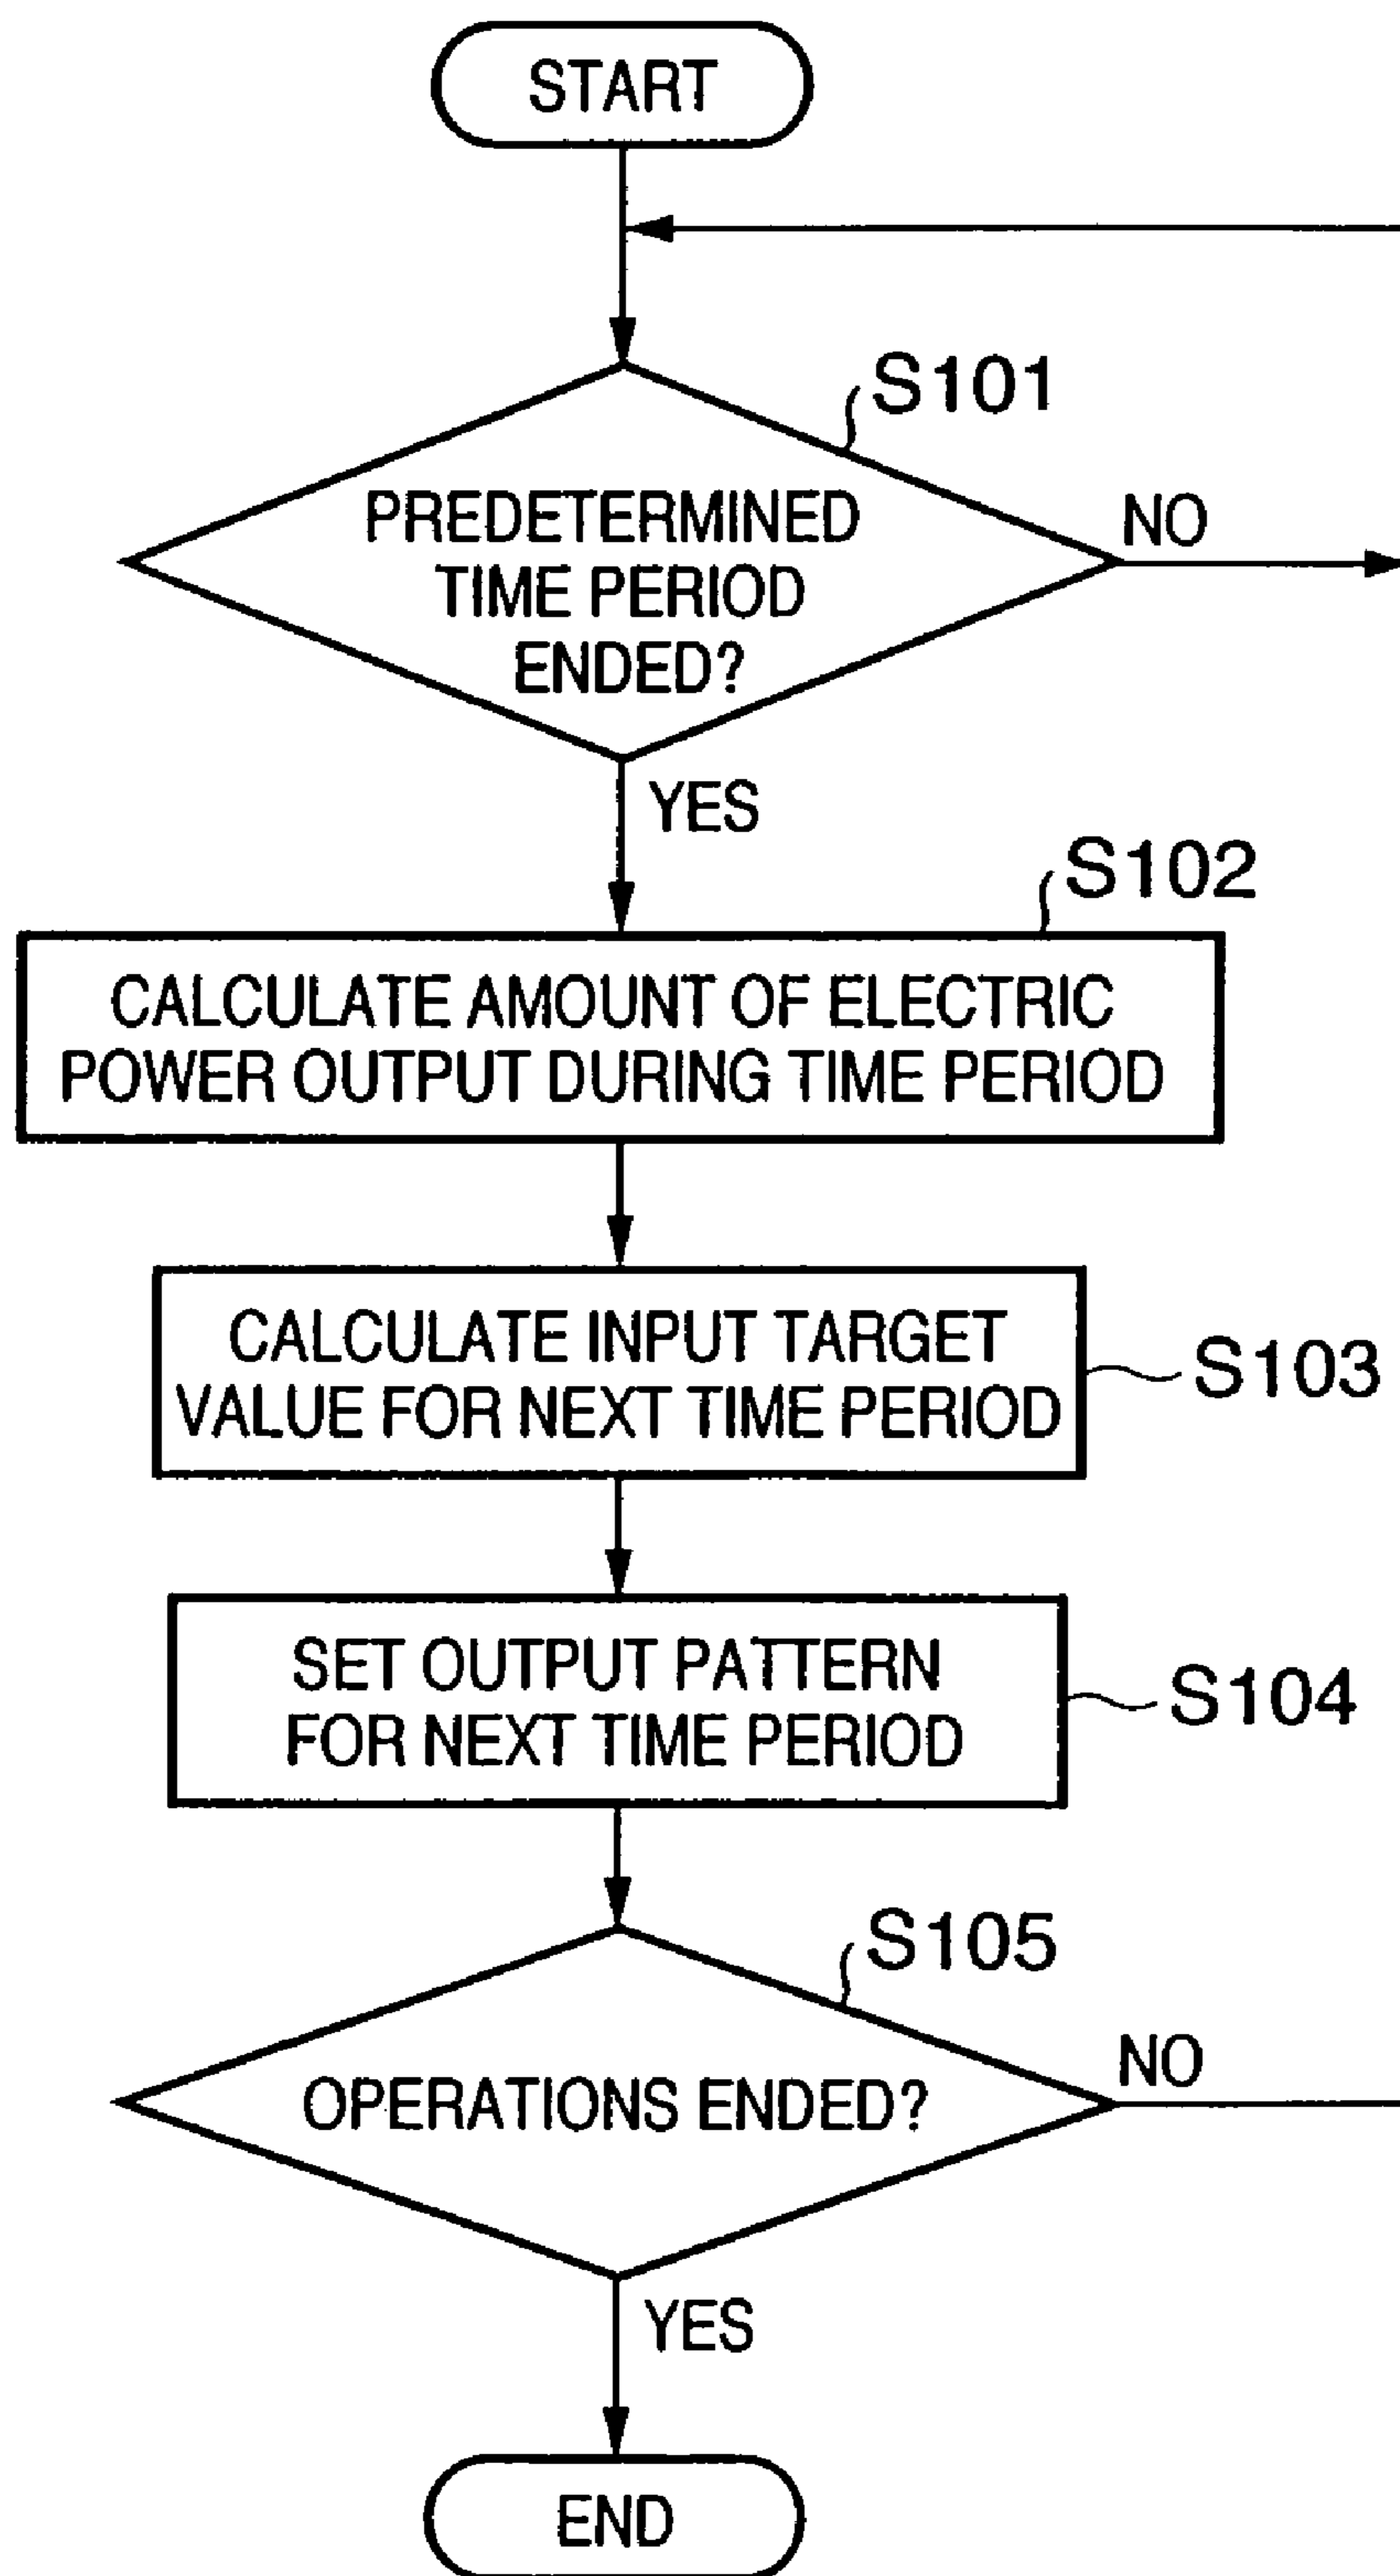 START
S101
PREDETERMINED
TIME PERIOD
ENDED?
NO
YES
S102
CALCULATE AMOUNT OF ELECTRIC
POWER OUTPUT DURING TIME PERIOD
CALCULATE INPUT TARGET
VALUE FOR NEXT TIME PERIOD
S103
SET OUTPUT PATTERN
FOR NEXT TIME PERIOD
S104
S105
OPERATIONS ENDED?
NO
YES
END